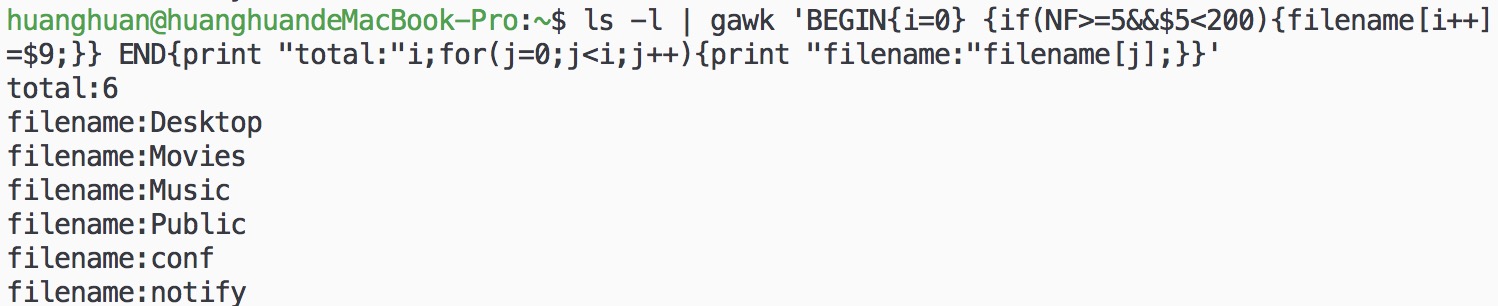 huanghuan@huanghuandeMacBook-Pro:~$ ls -l | gawk 'BEGIN{i=0} {if(NF>=5&&$5<200){filename[i++]
=$9;}} END{print "total:"i;for(j=0;j<i;j++){print "filename:"filename[j];}}'
total:6
filename:Desktop
filename:Movies
filename:Music
filename:Public
filename:conf
filename:notify